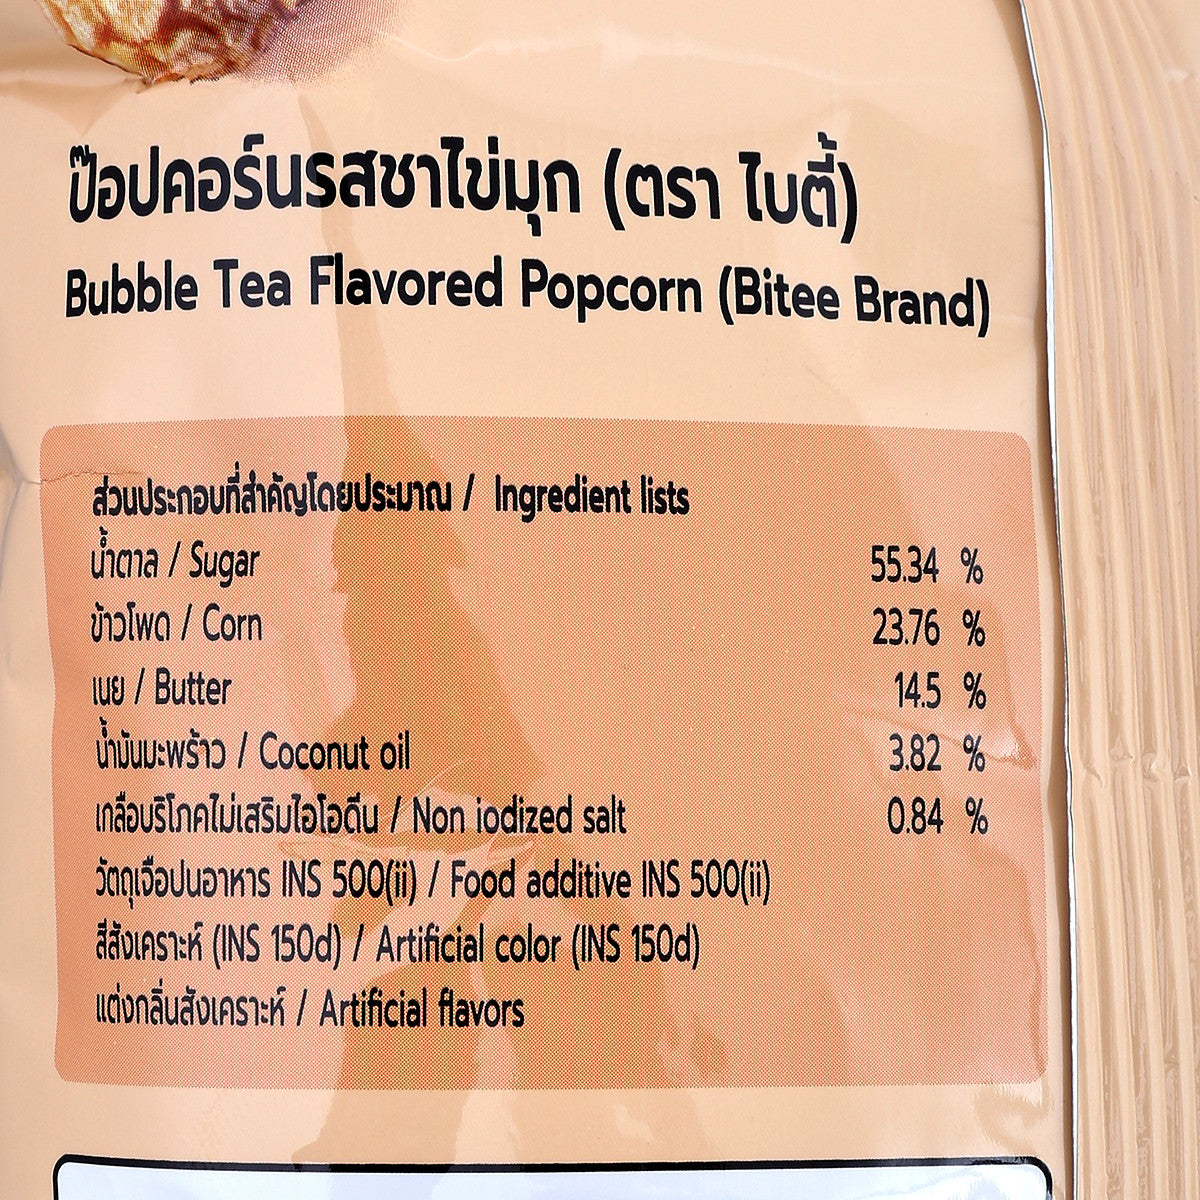 ป๊อปคอร์นรสชาไข่มุก (ตรา ไบตี้)
Bubble Tea Flavored Popcorn (Bitee Brand)
ส่วนประกอบที่สำคัญโดยประมาณ / Ingredient lists
น้ำตาล / Sugar 55.34 %
ข้าวโพด / Corn 23.76 %
เนย / Butter 14.5 %
น้ำมันมะพร้าว / Coconut oil 3.82 %
เกลือบริโภคไม่เสริมไอโอดีน / Non iodized salt 0.84 %
วัตถุเจือปนอาหาร INS 500(ii) / Food additive INS 500(ii)
สีสังเคราะห์ (INS 150d) / Artificial color (INS 150d)
แต่งกลิ่นสังเคราะห์ / Artificial flavors